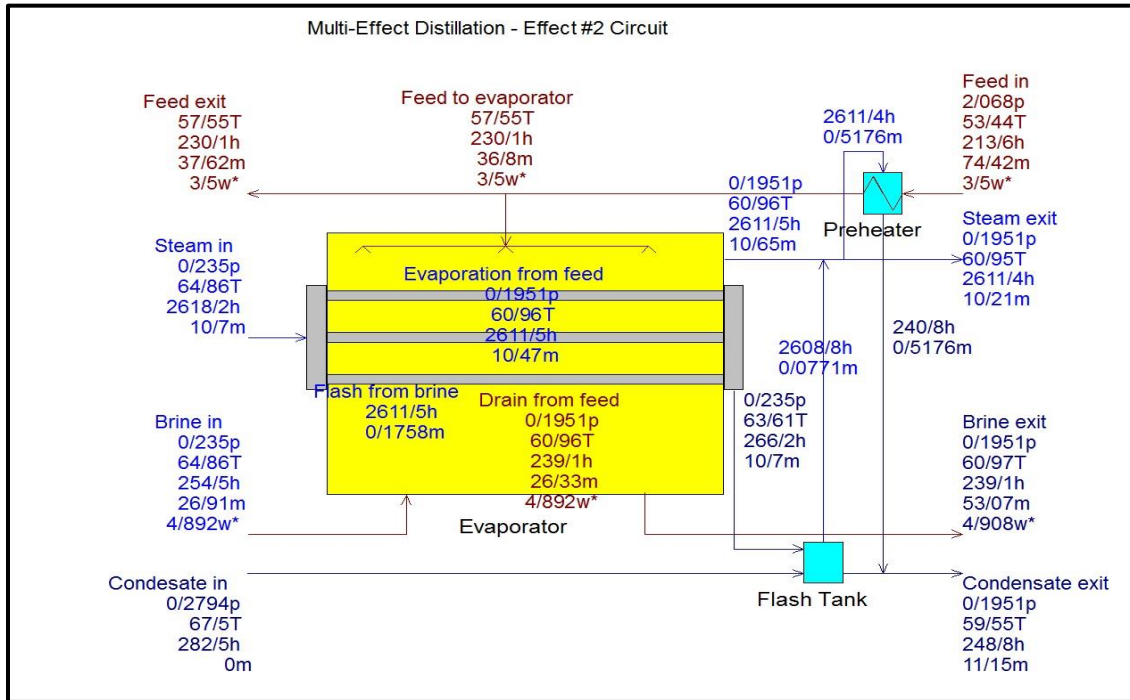 Multi-Effect Distillation - Effect #2 Circuit
Feed exit
57/55T
230/1h
37/62m
3/5w*
Feed to evaporator
57/55T
230/1h
36/8m
3/5w*
2611/4h
0/5176m
Feed in
2/068p
53/44T
213/6h
74/42m
3/5w*
Preheater
0/1951p
60/96T
2611/5h
10/65m
Steam exit
0/1951p
60/95T
2611/4h
10/21m
Steam in
0/235p
64/86T
2618/2h
10/7m
Evaporation from feed
0/1951p
60/96T
2611/5h
10/47m
2608/8h
0/0771m
240/8h
0/5176m
Flash from brine
2611/5h
0/1758m
Drain from feed
0/1951p
60/96T
239/1h
26/33m
4/892w*
0/235p
63/61T
266/2h
10/7m
Brine in
0/235p
64/86T
254/5h
26/91m
4/892w*
Evaporator
Brine exit
0/1951p
60/97T
239/1h
53/07m
4/908w*
Condesate in
0/2794p
67/5T
282/5h
0m
Flash Tank
Condensate exit
0/1951p
59/55T
248/8h
11/15m